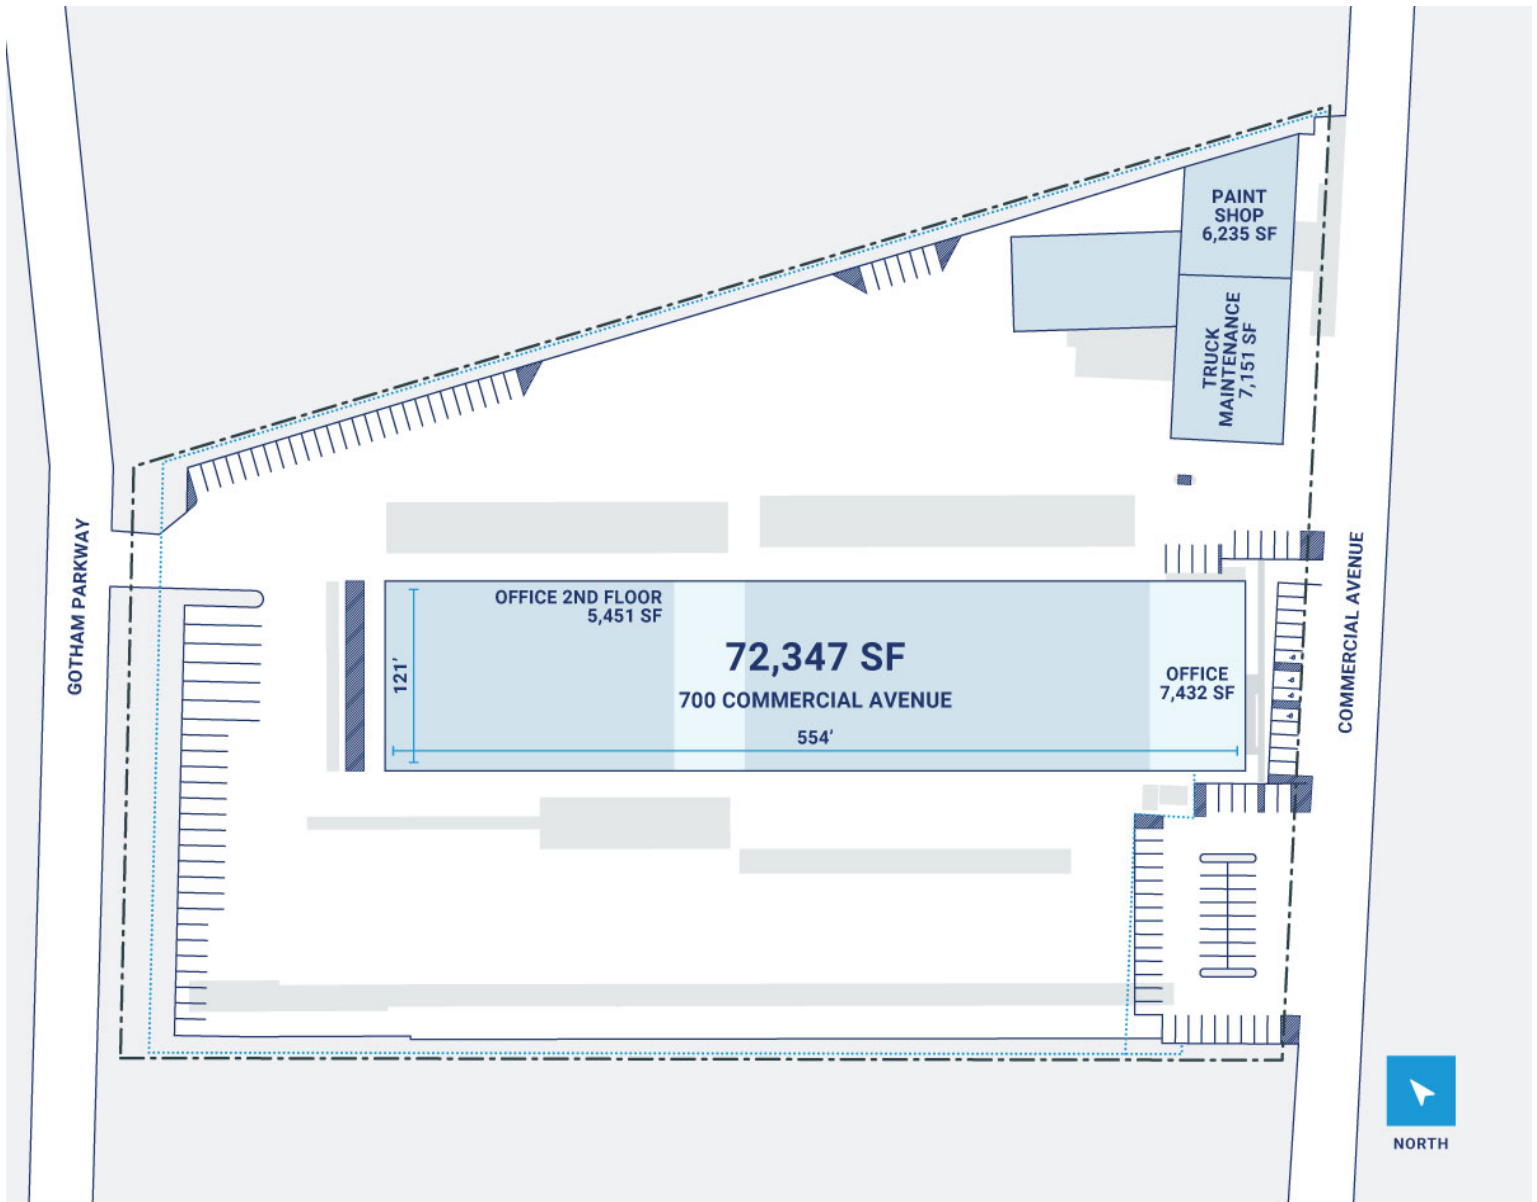 PAINT
SHOP
6,235 SF
TRUCK
MAINTENANCE
7,151 SF
GOTHAM PARKWAY
COMMERCIAL AVENUE
OFFICE 2ND FLOOR
5,451 SF
121’
72,347 SF
700 COMMERCIAL AVENUE
554’
OFFICE
7,432 SF
NORTH